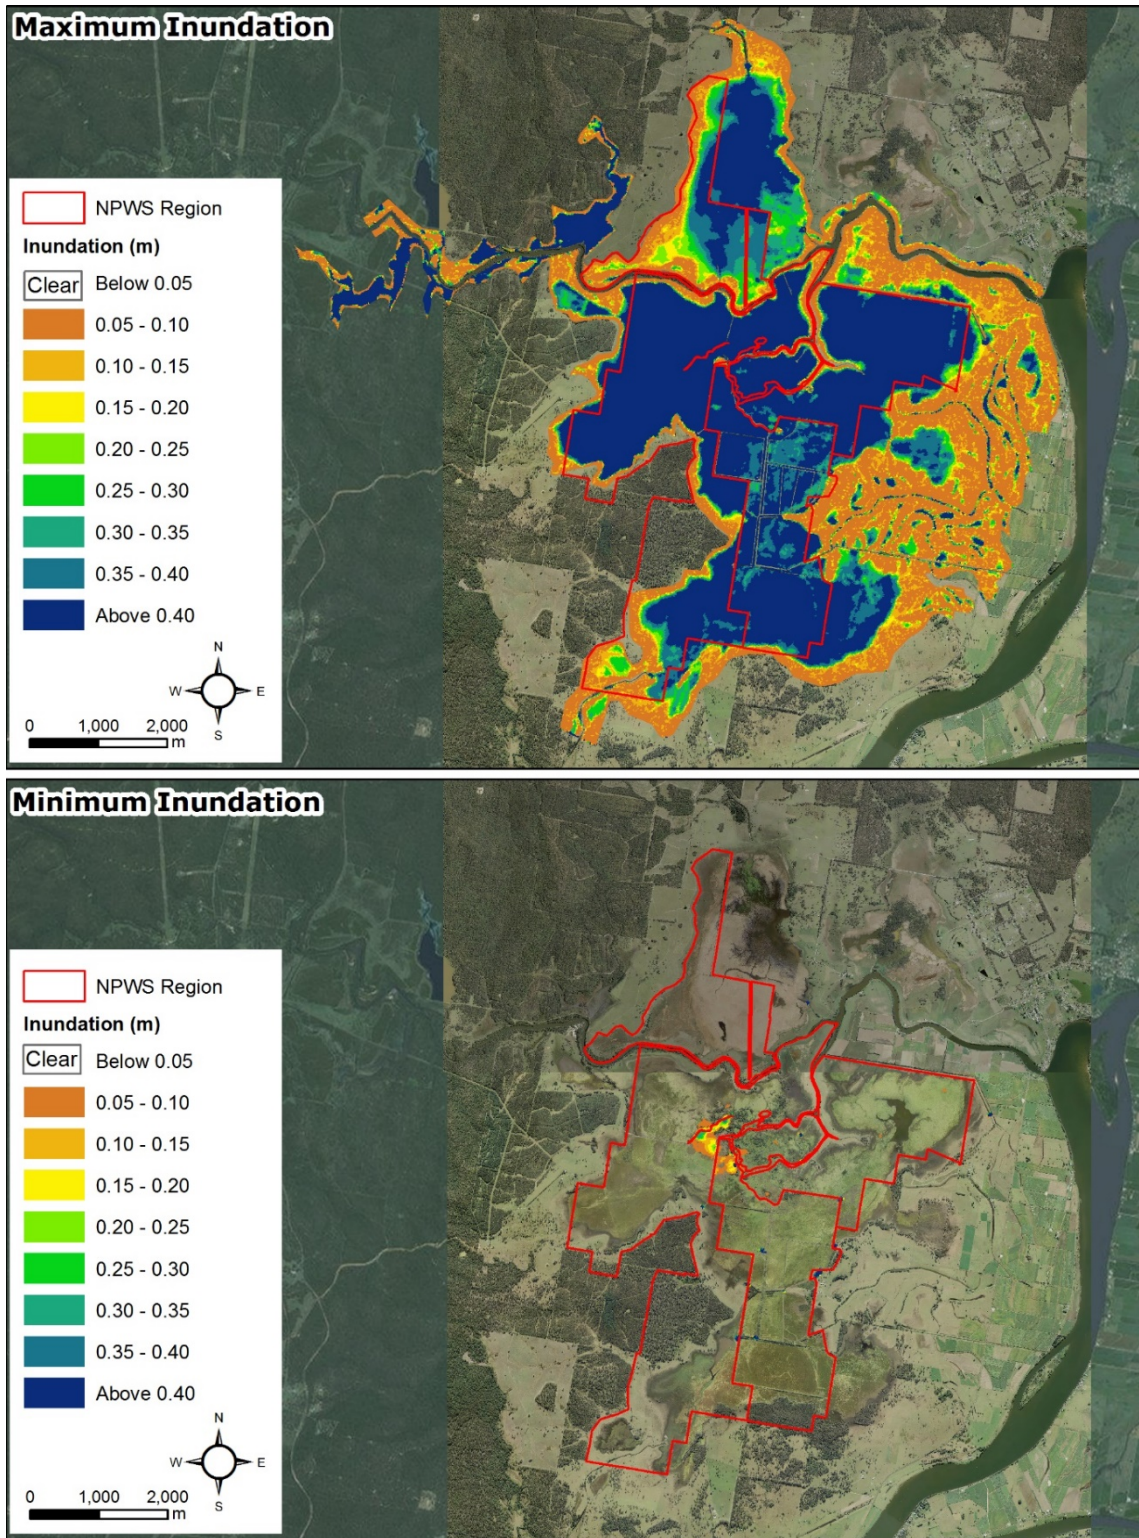 Maximum Inundation
NPWS Region
Inundation (m)
Clear Below 0.05
0.05 - 0.10
0.10 - 0.15
0.15 - 0.20
0.20 - 0.25
0.25 - 0.30
0.30 - 0.35
0.35 - 0.40
Above 0.40
N
W E
S
0 1,000 2,000
m
Minimum Inundation
NPWS Region
Inundation (m)
Clear Below 0.05
0.05 - 0.10
0.10 - 0.15
0.15 - 0.20
0.20 - 0.25
0.25 - 0.30
0.30 - 0.35
0.35 - 0.40
Above 0.40
N
W E
S
0 1,000 2,000
m